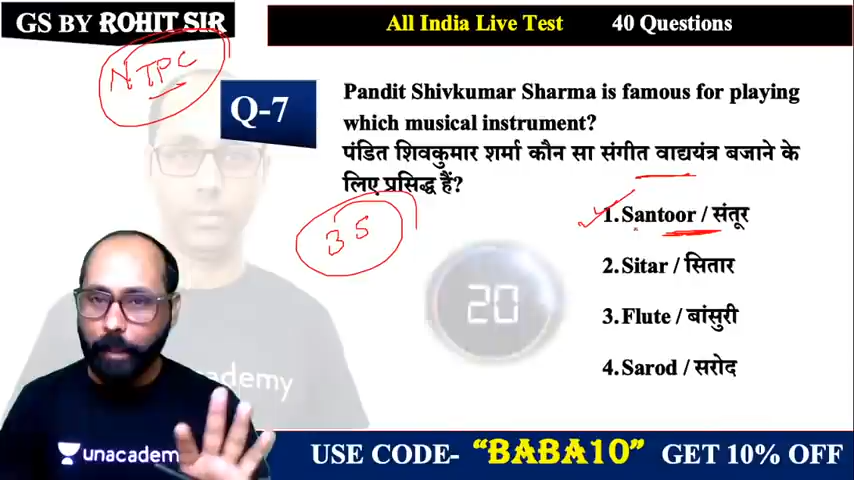 GS BY ROHIT SIR
All India Live Test 40 Questions
NTPC
Q-7
Pandit Shivkumar Sharma is famous for playing
which musical instrument?
पंडित शिवकुमार शर्मा कौन सा संगीत वाद्ययंत्र बजाने के
लिए प्रसिद्ध हैं?
35
1. Santoor / संतूर
20
2. Sitar / सितार
3. Flute / बांसुरी
4. Sarod / सरोद
unacademy
USE CODE- “BABA10” GET 10% OFF